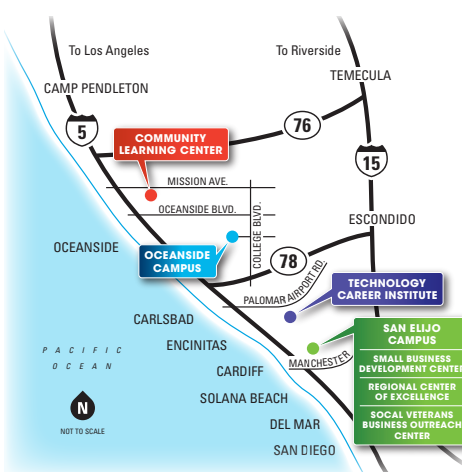 To Los Angeles
To Riverside
TEMECULA
CAMP PENDLETON
5
76
COMMUNITY
LEARNING CENTER
15
MISSION AVE.
OCEANSIDE BLVD.
COLLEGE BLVD.
ESCONDIDO
OCEANSIDE
OCEANSIDE
CAMPUS
78
PALOMAR AIRPORT RD.
TECHNOLOGY
CAREER INSTITUTE
CARLSBAD
SAN ELIJO
CAMPUS
SMALL BUSINESS
DEVELOPMENT CENTER
REGIONAL CENTER
OF EXCELLENCE
SOCAL VETERANS
BUSINESS OUTREACH
CENTER
PACIFIC
OCEAN
ENCINITAS
MANCHESTER
CARDIFF
SOLANA BEACH
N
NOT TO SCALE
DEL MAR
SAN DIEGO